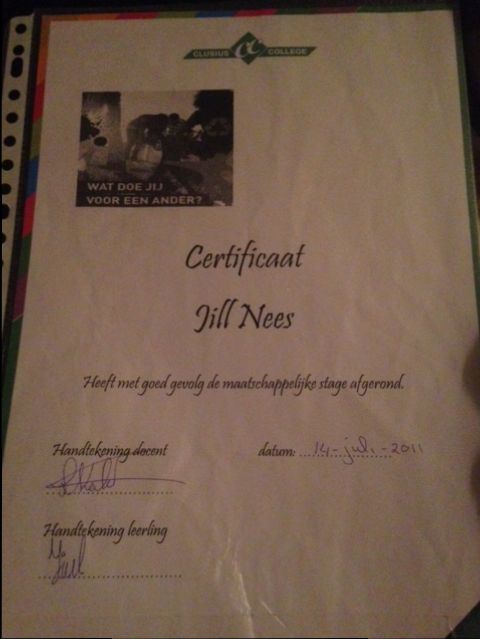 CLUSIUS CC COLLEGE
WAT DOE JIJ
VOOR EEN ANDER?
Certificaat
Jill Nees
Heeft met goed gevolg de maatschappelijke stage afgerond.
Handtekening docent
datum: 14-juli-2011
Handtekening leerling